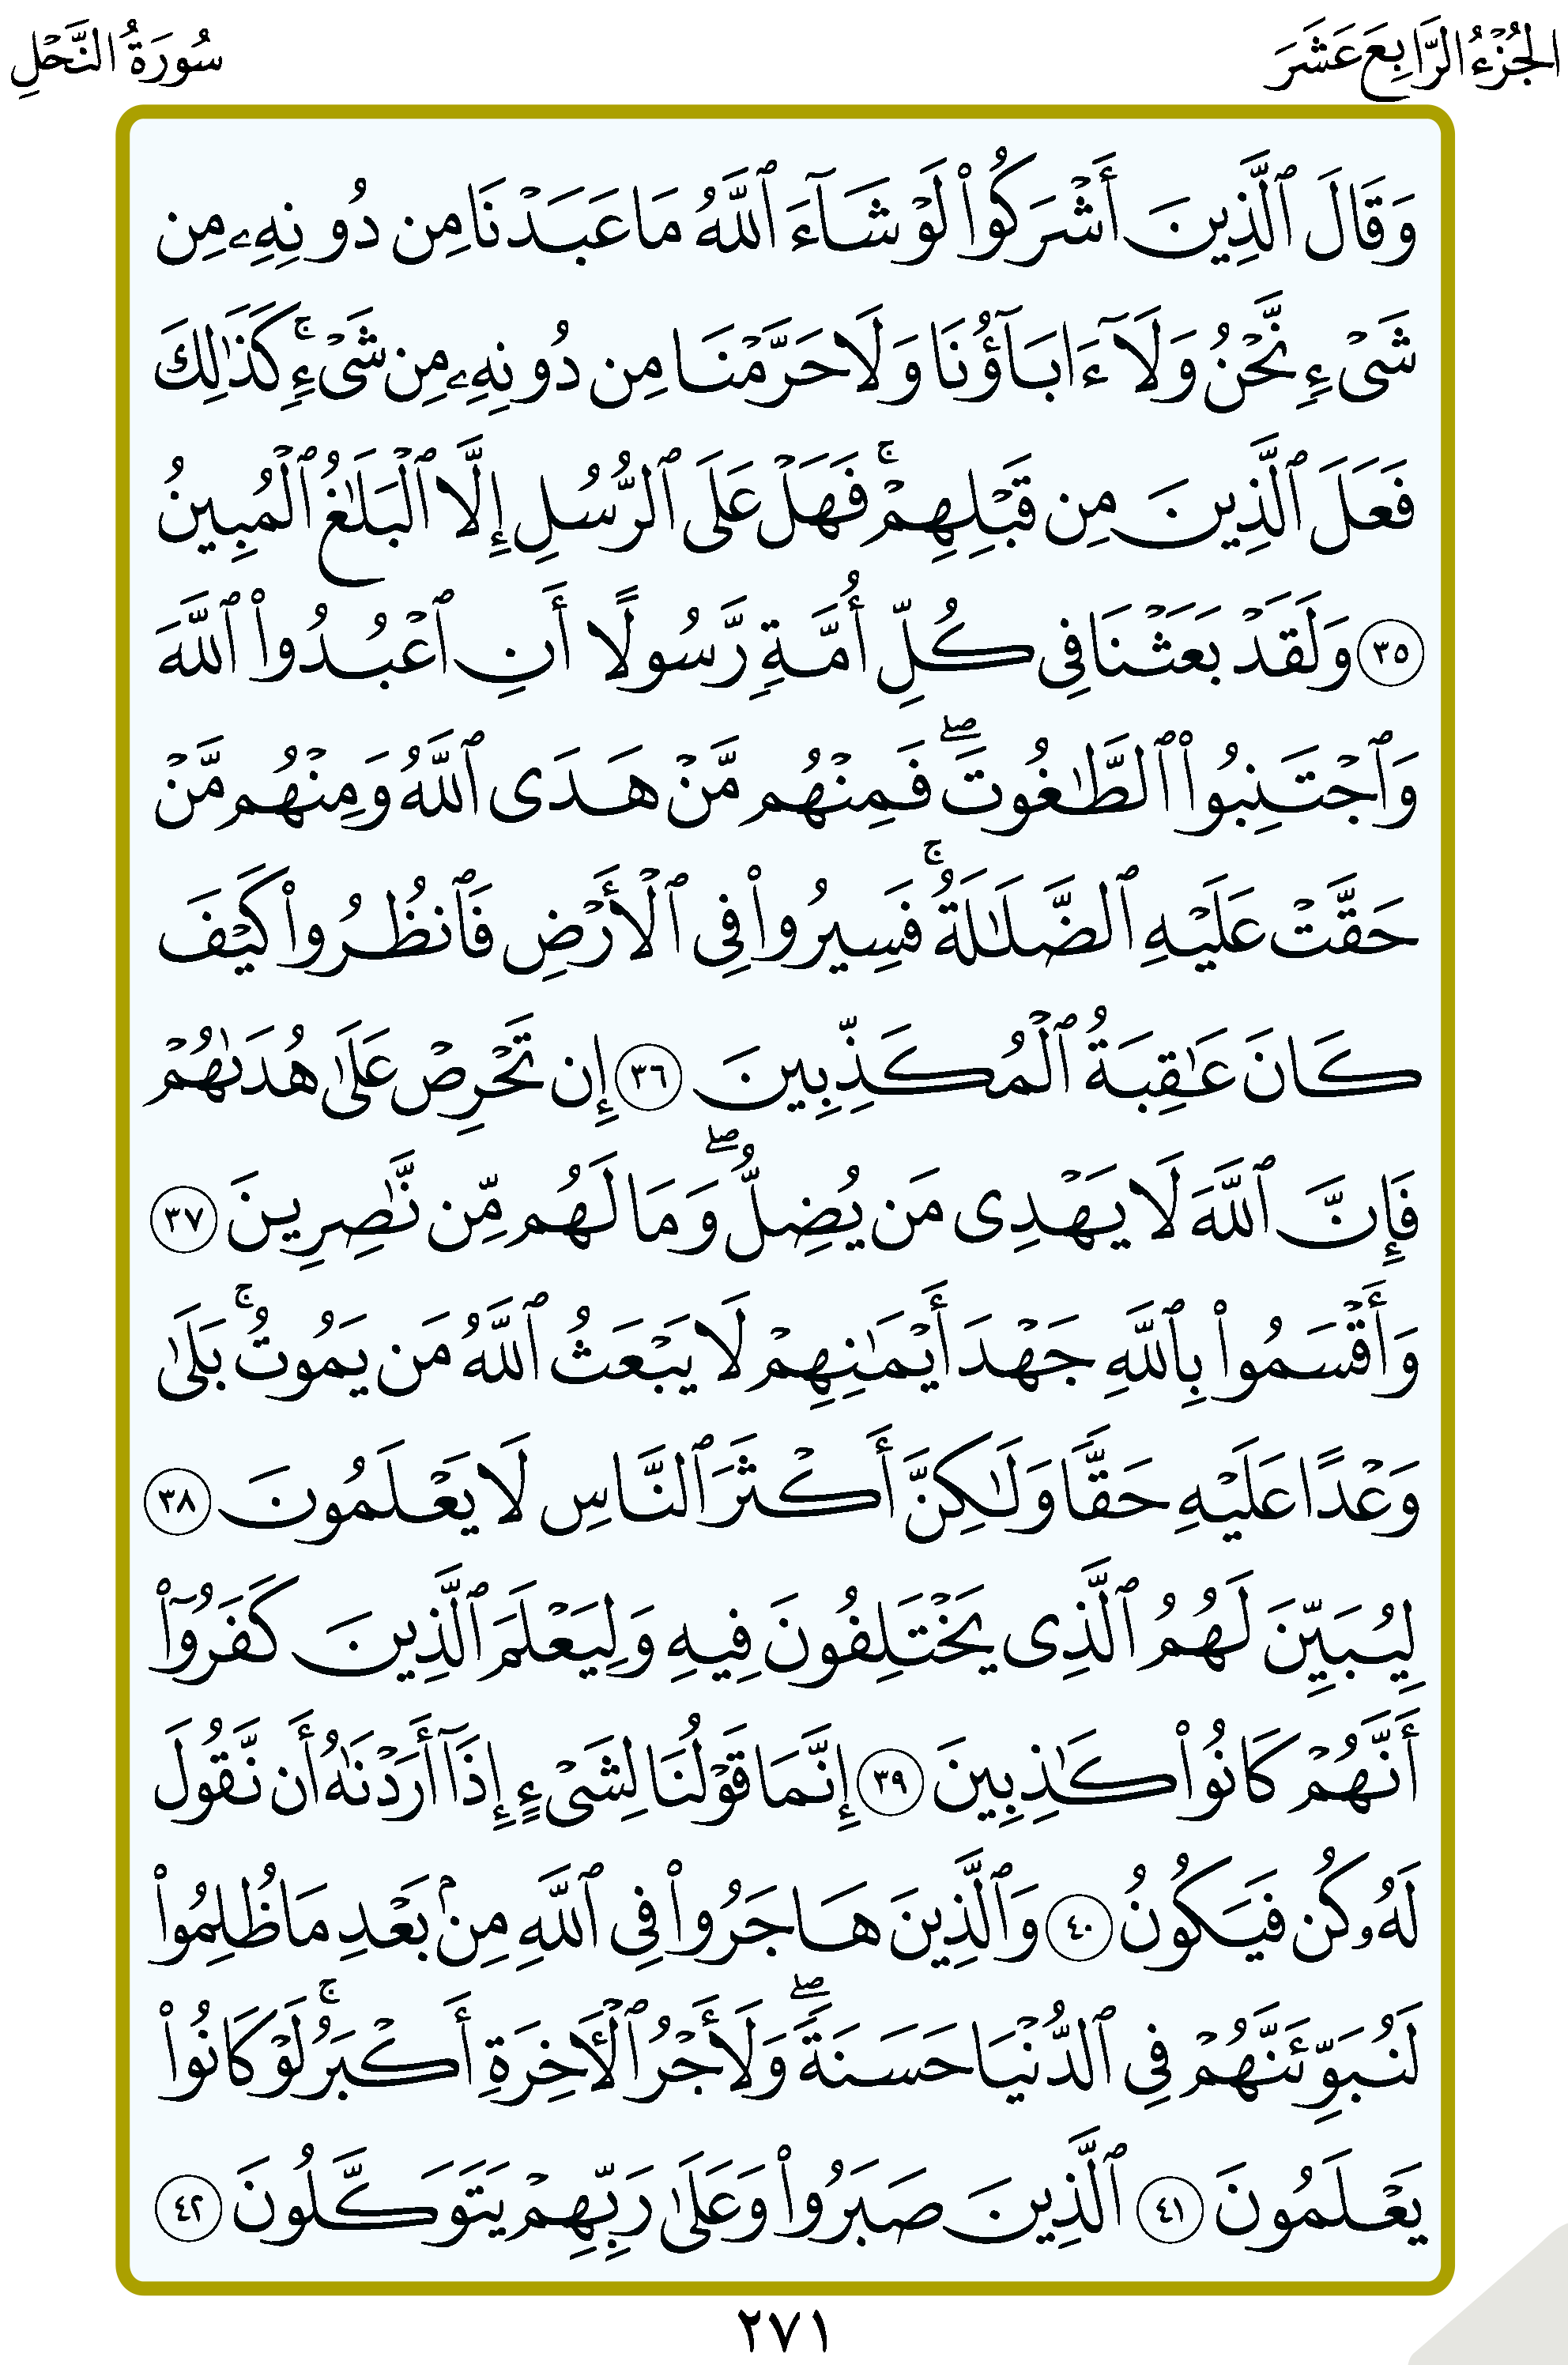 الجُزْءُ الرَّابِعَ عَشَرَ
سُورَةُ النَّحْلِ
وَقَالَ ٱلَّذِينَ أَشْرَكُوا۟ لَوْ شَآءَ ٱللَّهُ مَا عَبَدْنَا مِن دُونِهِۦ مِن
شَىْءٍ نَّحْنُ وَلَآ ءَابَآؤُنَا وَلَا حَرَّمْنَا مِن دُونِهِۦ مِن شَىْءٍ ۚ كَذَٰلِكَ
فَعَلَ ٱلَّذِينَ مِن قَبْلِهِمْ ۚ فَهَلْ عَلَى ٱلرُّسُلِ إِلَّا ٱلْبَلَٰغُ ٱلْمُبِينُ
٣٥ وَلَقَدْ بَعَثْنَا فِى كُلِّ أُمَّةٍ رَّسُولًا أَنِ ٱعْبُدُوا۟ ٱللَّهَ
وَٱجْتَنِبُوا۟ ٱلطَّٰغُوتَ ۖ فَمِنْهُم مَّنْ هَدَى ٱللَّهُ وَمِنْهُم مَّنْ
حَقَّتْ عَلَيْهِ ٱلضَّلَٰلَةُ ۚ فَسِيرُوا۟ فِى ٱلْأَرْضِ فَٱنظُرُوا۟ كَيْفَ
كَانَ عَٰقِبَةُ ٱلْمُكَذِّبِينَ ٣٦ إِن تَحْرِصْ عَلَىٰ هُدَىٰهُمْ
فَإِنَّ ٱللَّهَ لَا يَهْدِى مَن يُضِلُّ ۖ وَمَا لَهُم مِّن نَّٰصِرِينَ ٣٧
وَأَقْسَمُوا۟ بِٱللَّهِ جَهْدَ أَيْمَٰنِهِمْ لَا يَبْعَثُ ٱللَّهُ مَن يَمُوتُ ۚ بَلَىٰ
وَعْدًا عَلَيْهِ حَقًّا وَلَٰكِنَّ أَكْثَرَ ٱلنَّاسِ لَا يَعْلَمُونَ ٣٨
لِيُبَيِّنَ لَهُمُ ٱلَّذِى يَخْتَلِفُونَ فِيهِ وَلِيَعْلَمَ ٱلَّذِينَ كَفَرُوٓا۟
أَنَّهُمْ كَانُوا۟ كَٰذِبِينَ ٣٩ إِنَّمَا قَوْلُنَا لِشَىْءٍ إِذَآ أَرَدْنَٰهُ أَن نَّقُولَ
لَهُۥ كُن فَيَكُونُ ٤٠ وَٱلَّذِينَ هَاجَرُوا۟ فِى ٱللَّهِ مِنۢ بَعْدِ مَا ظُلِمُوا۟
لَنُبَوِّئَنَّهُمْ فِى ٱلدُّنْيَا حَسَنَةً ۖ وَلَأَجْرُ ٱلْءَاخِرَةِ أَكْبَرُ ۚ لَوْ كَانُوا۟
يَعْلَمُونَ ٤١ ٱلَّذِينَ صَبَرُوا۟ وَعَلَىٰ رَبِّهِمْ يَتَوَكَّلُونَ ٤٢
٢٧١